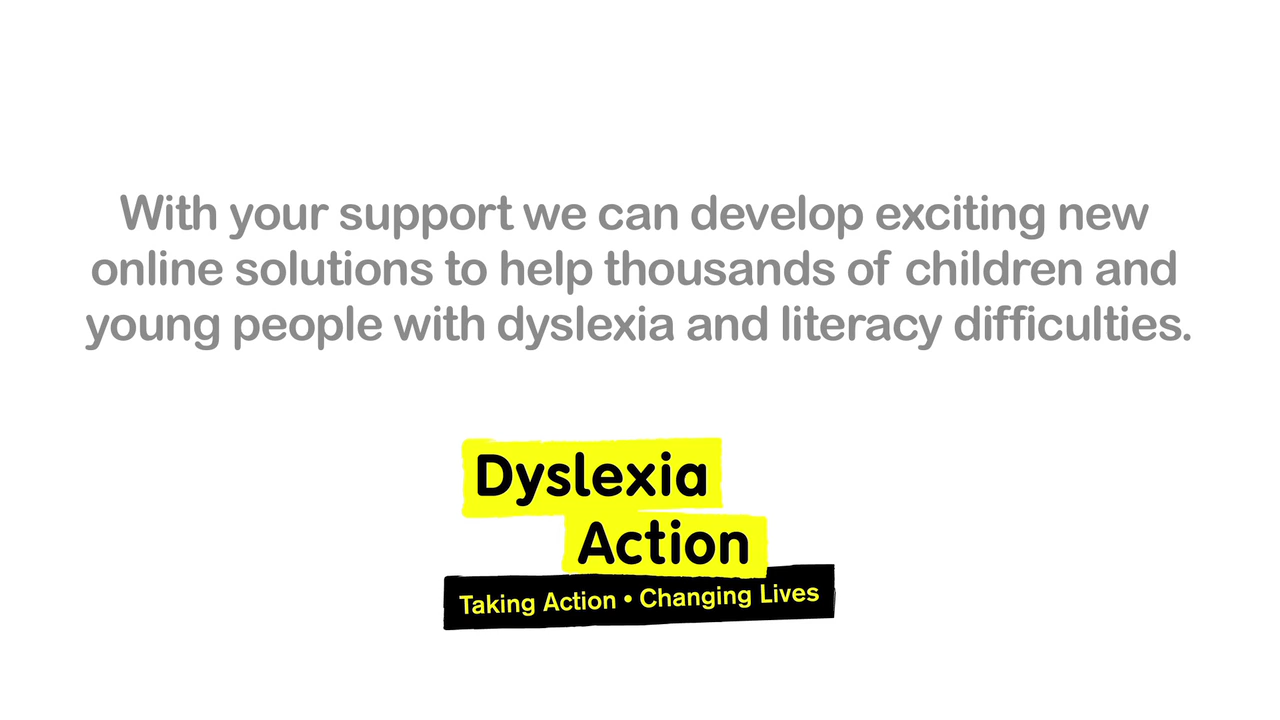 With your support we can develop exciting new
online solutions to help thousands of children and
young people with dyslexia and literacy difficulties.
Dyslexia
Action
Taking Action • Changing Lives